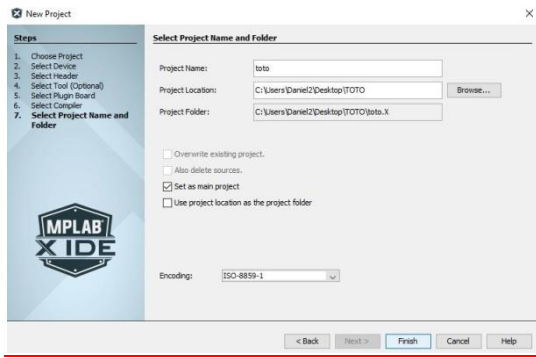 New Project
Steps
1. Choose Project
2. Select Device
3. Select Header
4. Select Tool (Optional)
5. Select Plugin Board
6. Select Compiler
7. Select Project Name and
Folder
MPLAB
X IDE
Select Project Name and Folder
Project Name: toto
Project Location: C:\Users\Daniel2\Desktop\TOTO Browse...
Project Folder: C:\Users\Daniel2\Desktop\TOTO\toto.X
Overwrite existing project.
Also delete sources.
Set as main project
Use project location as the project folder
Encoding: ISO-8859-1
< Back Next > Finish Cancel Help